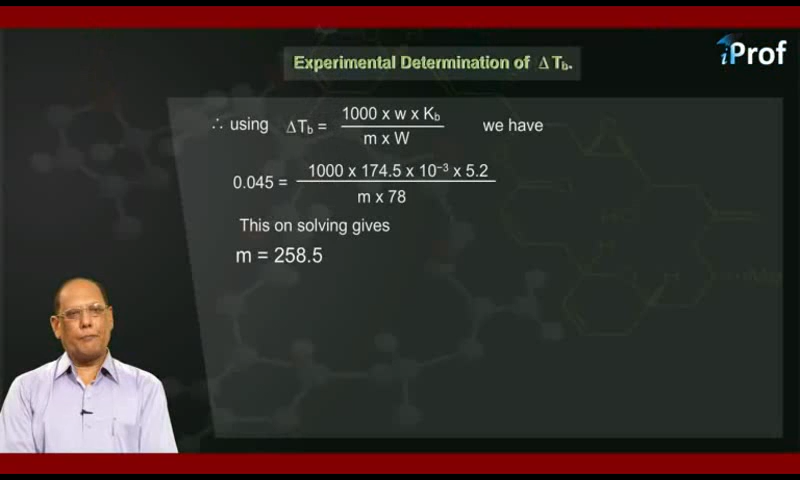 iProf
Experimental Determination of Δ Tb.
∴ using ΔTb = 1000 x w x Kb / m x W we have
0.045 = 1000 x 174.5 x 10⁻³ x 5.2 / m x 78
This on solving gives
m = 258.5